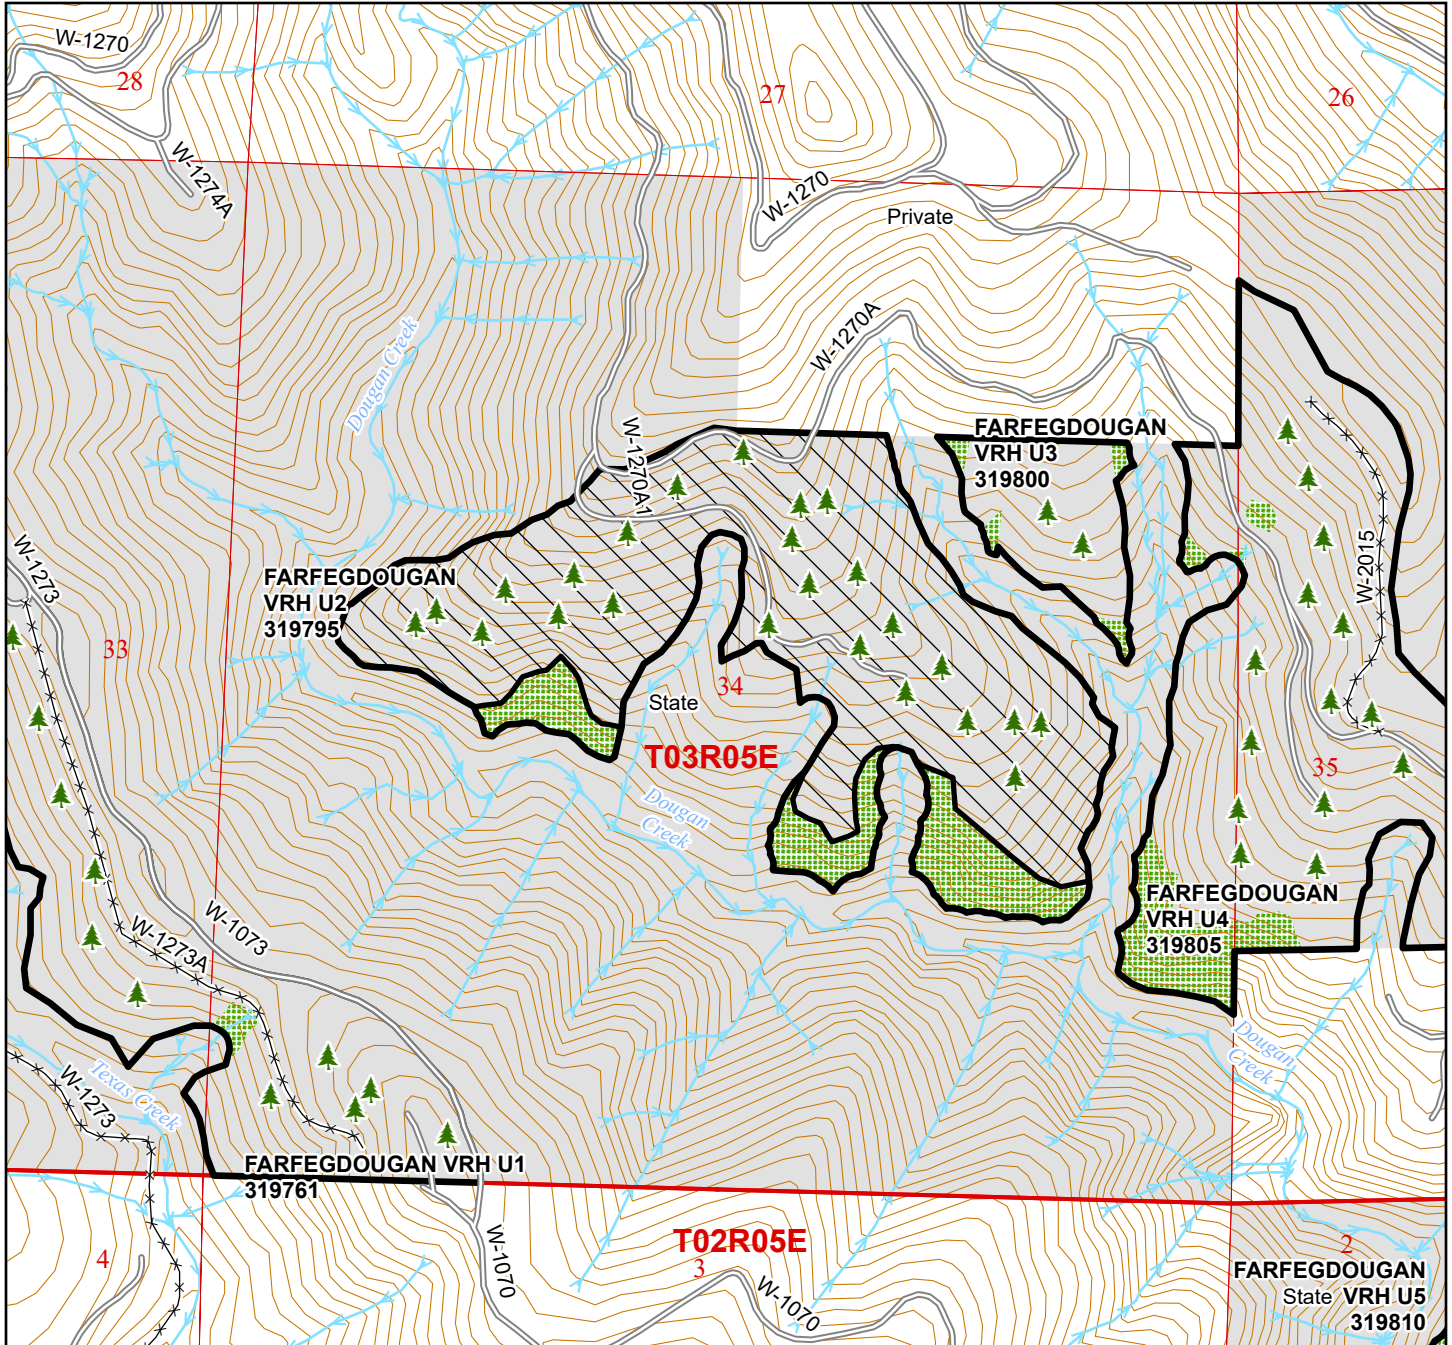 W-1270
28
27
26
W-1274A
W-1270
Private
Dougan Creek
W-1270A
W-1270A1
FARFEGDOUGAN
VRH U3
319800
W-1273
FARFEGDOUGAN
VRH U2
319795
W-2015
33
34
State
T03R05E
35
Dougan
Creek
FARFEGDOUGAN
VRH U4
319805
W-1073
W-1273A
Dougan
Creek
Texas Creek
W-1273
FARFEGDOUGAN VRH U1
319761
4
T02R05E
3
W-1070
W-1070
2
FARFEGDOUGAN
State VRH U5
319810